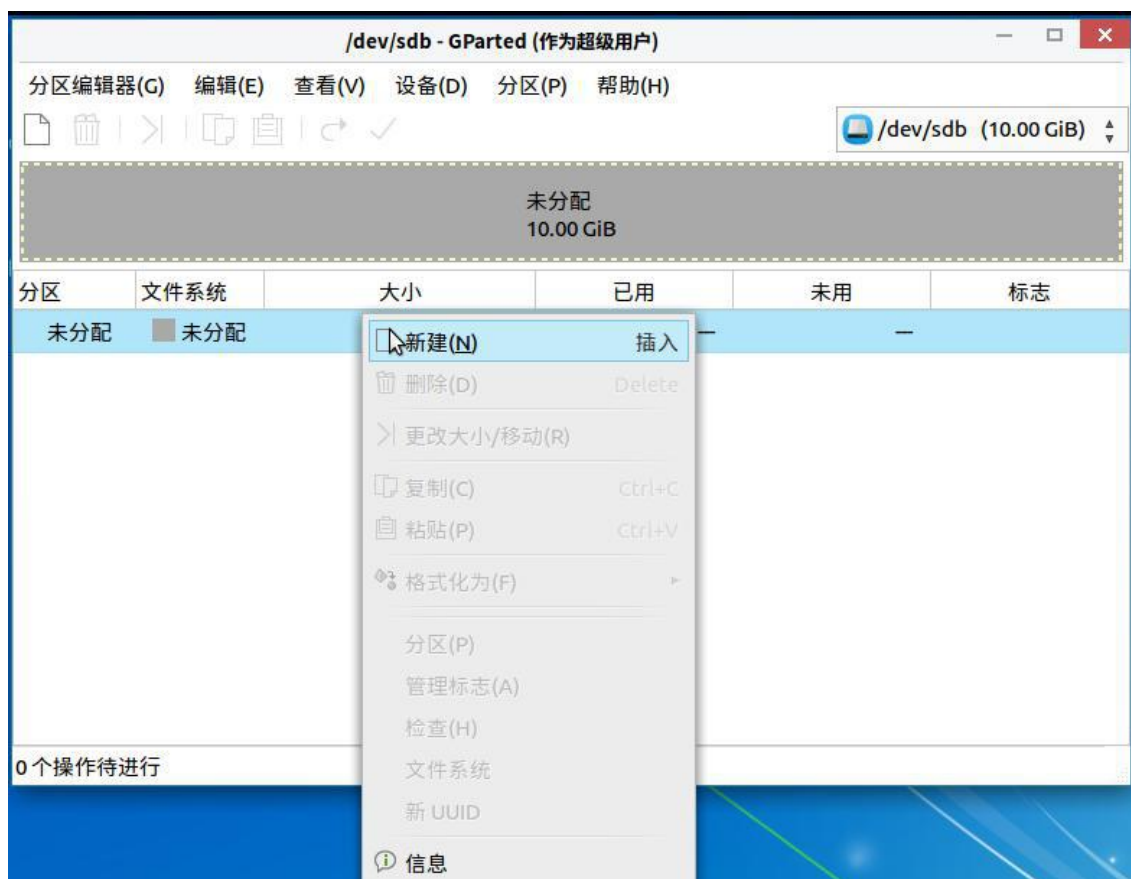 /dev/sdb - GParted (作为超级用户)
分区编辑器(G) 编辑(E) 查看(V) 设备(D) 分区(P) 帮助(H)
/dev/sdb (10.00 GiB)
未分配
10.00 GiB
分区 文件系统 大小 已用 未用 标志
未分配 未分配 — —
新建(N) 插入
删除(D) Delete
更改大小/移动(R)
复制(C) Ctrl+C
粘贴(P) Ctrl+V
格式化为(F)
分区(P)
管理标志(A)
检查(H)
文件系统
新 UUID
信息
0 个操作待进行